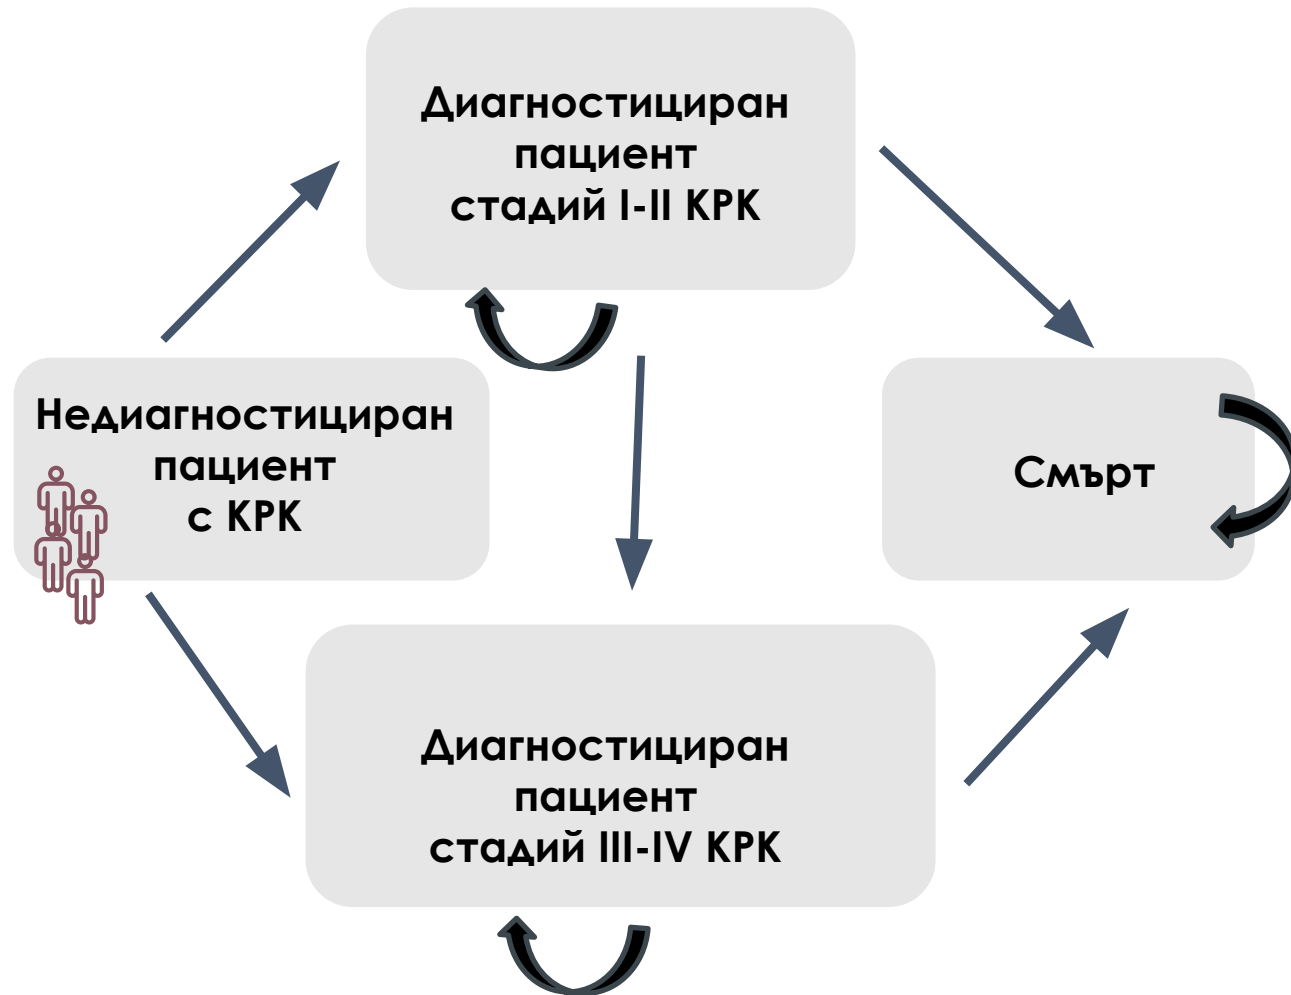 Диагностициран
пациент
стадий I-II КРК
Недиагностициран
пациент
с КРК
Смърт
Диагностициран
пациент
стадий III-IV КРК